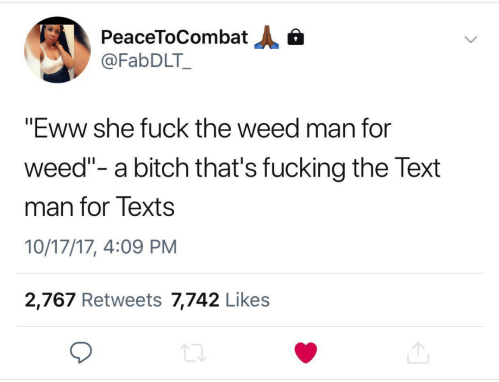 PeaceToCombat 🙏🏾 🔒
@FabDLT_
"Eww she fuck the weed man for
weed"- a bitch that's fucking the Text
man for Texts
10/17/17, 4:09 PM
2,767 Retweets 7,742 Likes